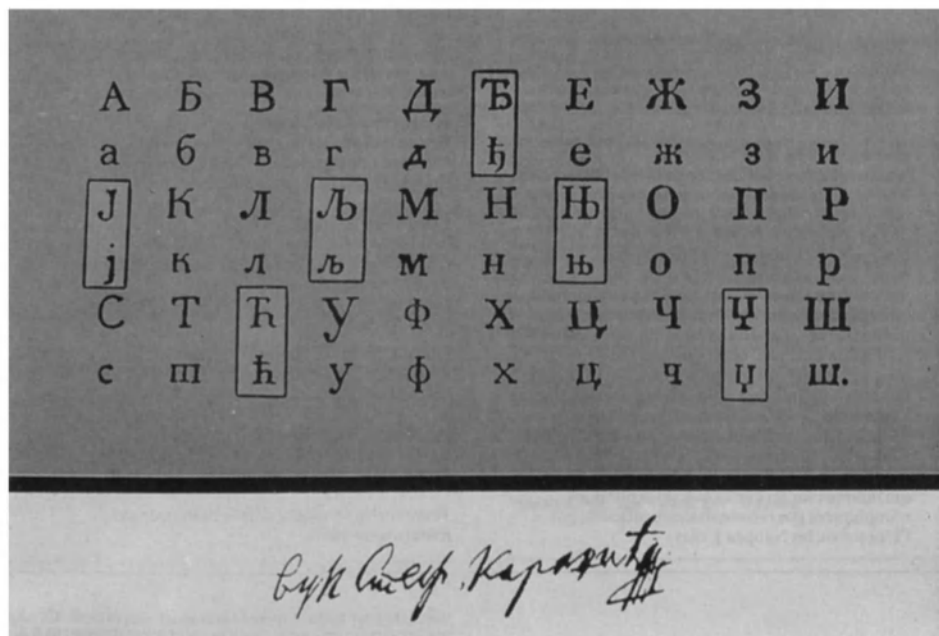 А Б В Г Д Ђ Е Ж З И
а б в г д ђ е ж з и
Ј К Л Љ М Н Њ О П Р
ј к л љ м н њ о п р
С Т Ћ У Ф Х Ц Ч Џ Ш
с т ћ у ф х ц ч џ ш.
Вук Стеф. Караџић